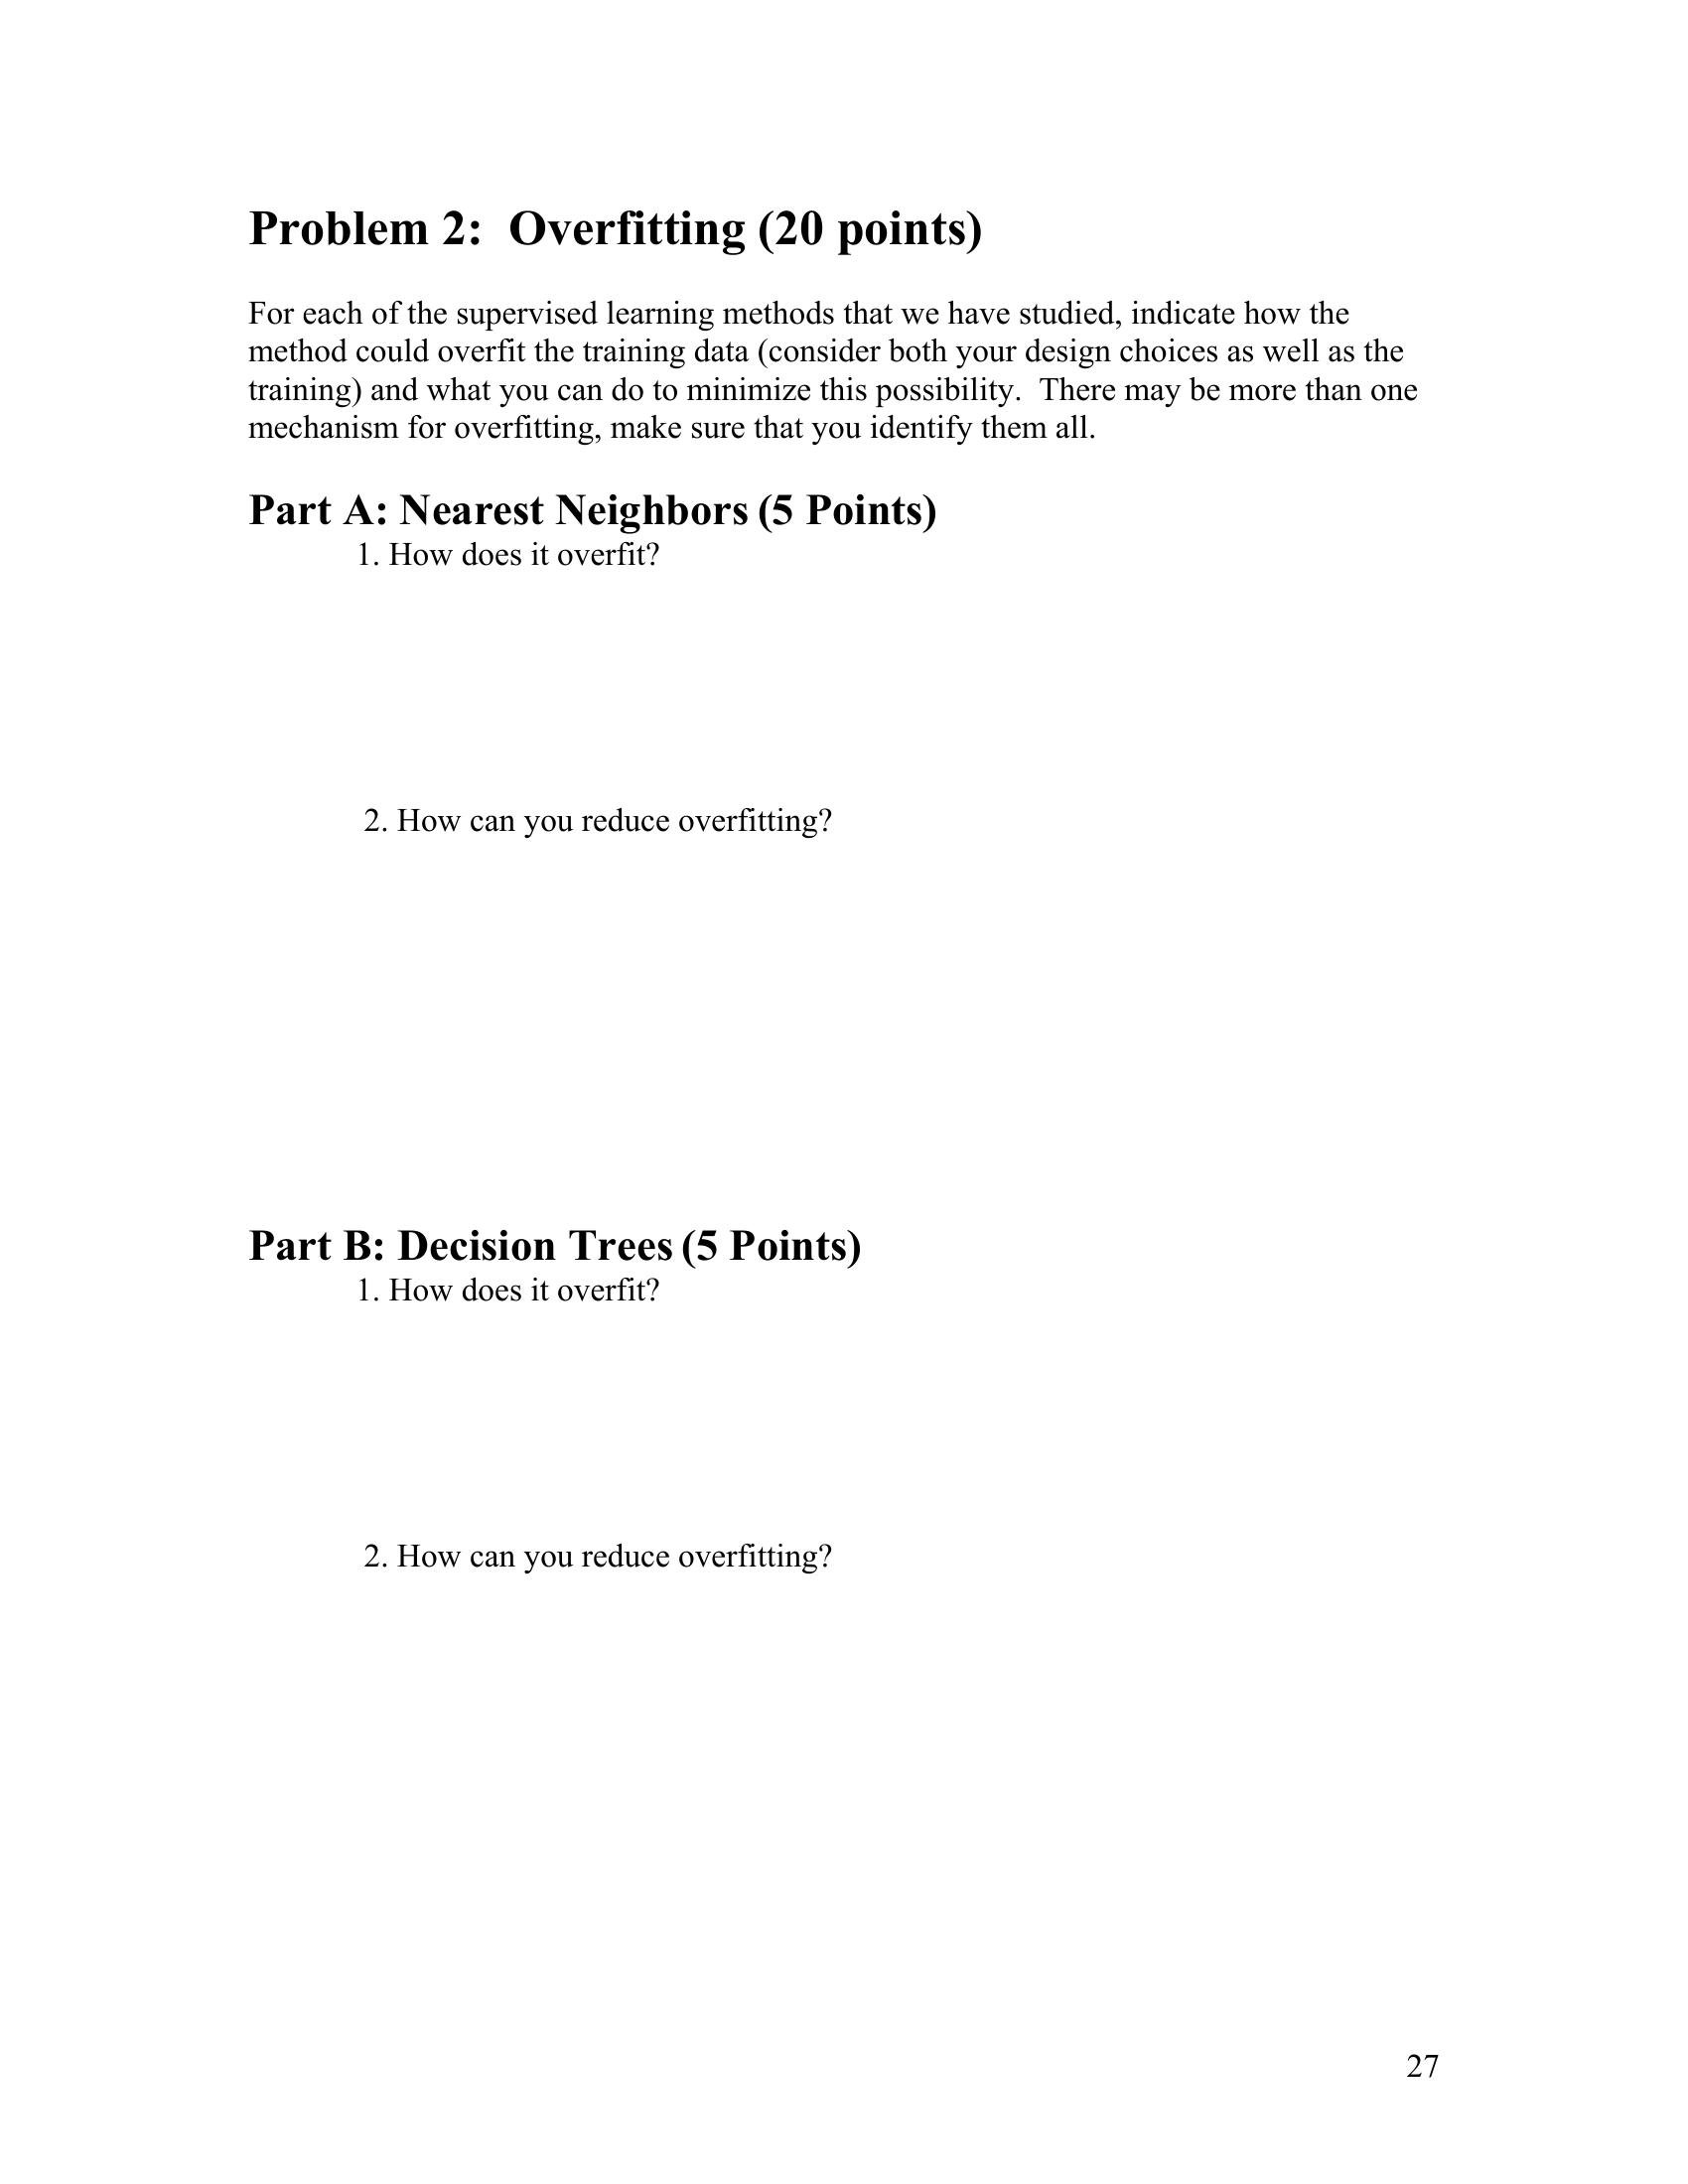 Problem 2:  Overfitting (20 points)
For each of the supervised learning methods that we have studied, indicate how the
method could overfit the training data (consider both your design choices as well as the
training) and what you can do to minimize this possibility.  There may be more than one
mechanism for overfitting, make sure that you identify them all.
Part A: Nearest Neighbors (5 Points)
1. How does it overfit?
2. How can you reduce overfitting?
Part B: Decision Trees (5 Points)
1. How does it overfit?
2. How can you reduce overfitting?
27